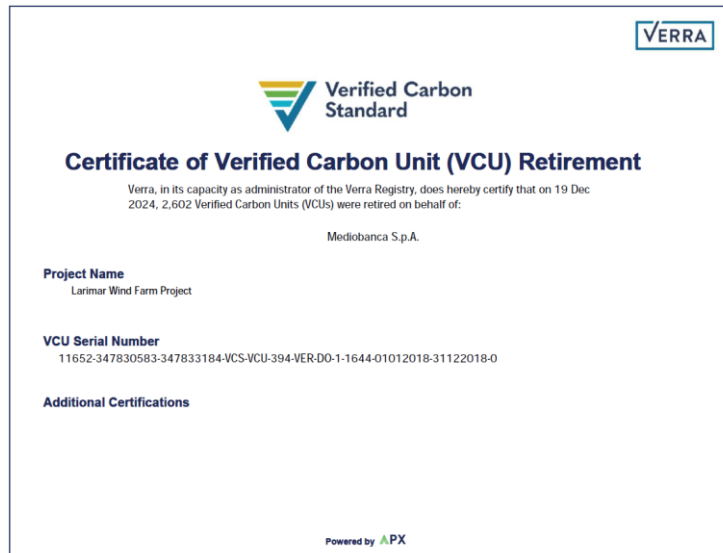 VERRA
Verified Carbon
Standard
Certificate of Verified Carbon Unit (VCU) Retirement
Verra, in its capacity as administrator of the Verra Registry, does hereby certify that on 19 Dec
2024, 2,602 Verified Carbon Units (VCUs) were retired on behalf of:
Mediobanca S.p.A.
Project Name
Larimar Wind Farm Project
VCU Serial Number
11652-347830583-347833184-VCS-VCU-394-VER-DO-1-1644-01012018-31122018-0
Additional Certifications
Powered by APX